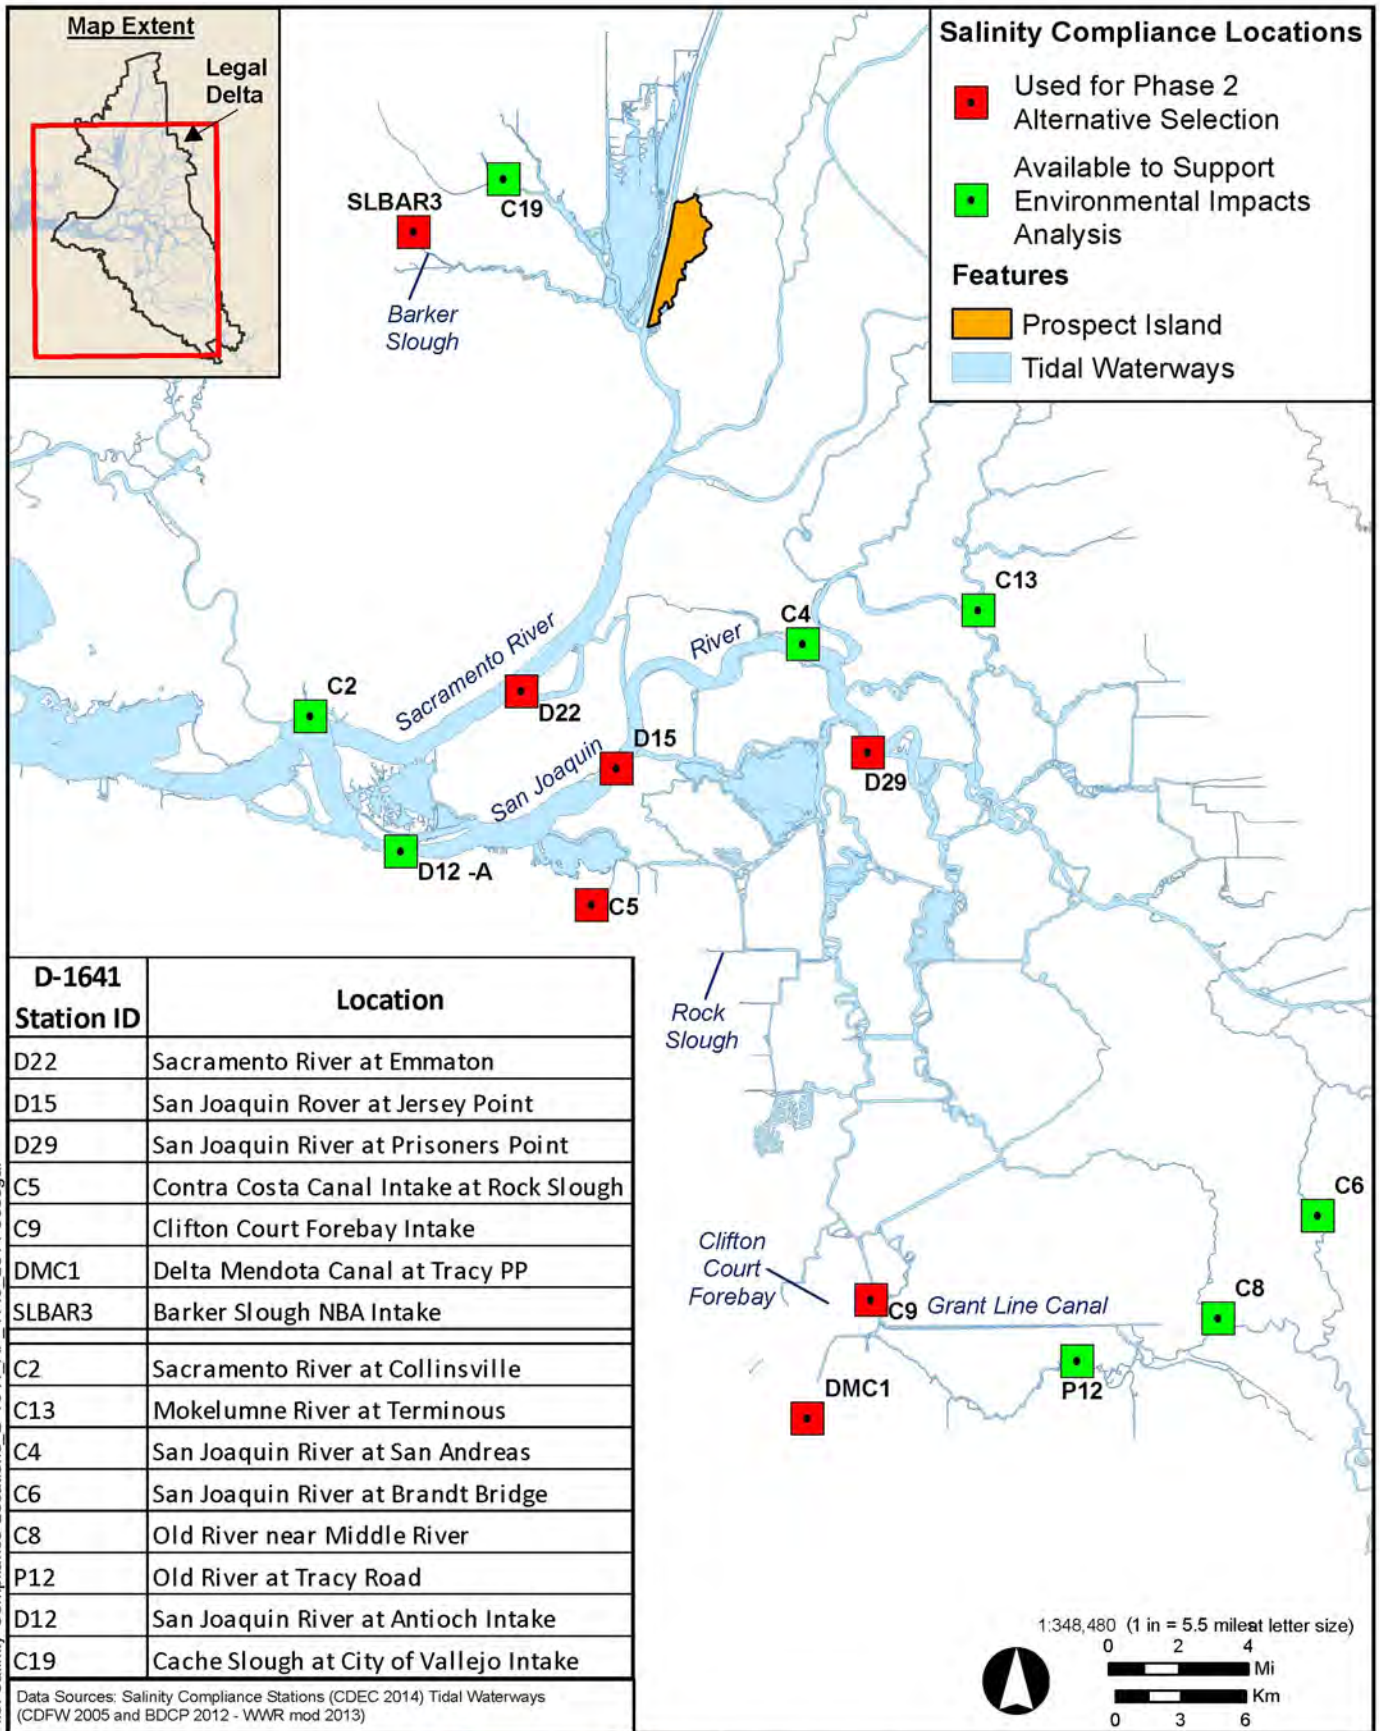 Map Extent
Legal
Delta
Salinity Compliance Locations
Used for Phase 2
Alternative Selection
Available to Support
Environmental Impacts
Analysis
Features
Prospect Island
Tidal Waterways
C19
SLBAR3
Barker
Slough
C13
C4
River
Sacramento River
C2
D22
D15
San Joaquin
D29
D12 -A
C5
Rock
Slough
C6
Clifton
Court
Forebay
C9
Grant Line Canal
C8
P12
DMC1
D-1641
Station ID
Location
D22 Sacramento River at Emmaton
D15 San Joaquin Rover at Jersey Point
D29 San Joaquin River at Prisoners Point
C5 Contra Costa Canal Intake at Rock Slough
C9 Clifton Court Forebay Intake
DMC1 Delta Mendota Canal at Tracy PP
SLBAR3 Barker Slough NBA Intake
C2 Sacramento River at Collinsville
C13 Mokelumne River at Terminous
C4 San Joaquin River at San Andreas
C6 San Joaquin River at Brandt Bridge
C8 Old River near Middle River
P12 Old River at Tracy Road
D12 San Joaquin River at Antioch Intake
C19 Cache Slough at City of Vallejo Intake
Data Sources: Salinity Compliance Stations (CDEC 2014) Tidal Waterways
(CDFW 2005 and BDCP 2012 - WWR mod 2013)
1:348,480 (1 in = 5.5 miles at letter size)
0 2 4
Mi
Km
0 3 6